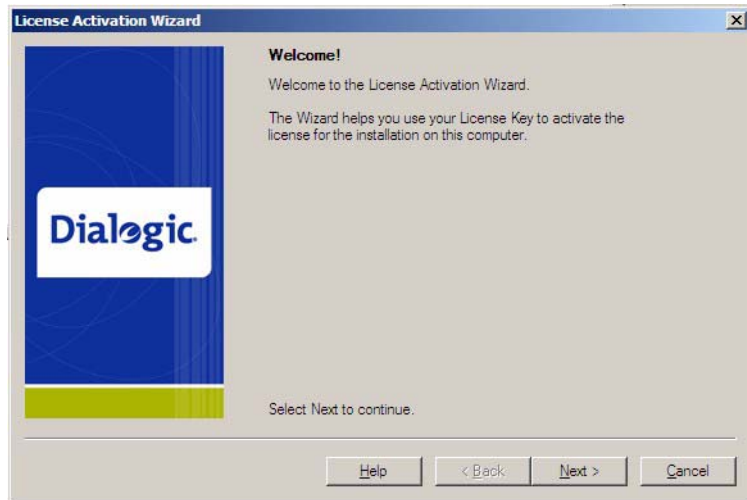 License Activation Wizard
Welcome!
Welcome to the License Activation Wizard.
The Wizard helps you use your License Key to activate the
license for the installation on this computer.
Dialogic.
Select Next to continue.
Help
< Back
Next >
Cancel